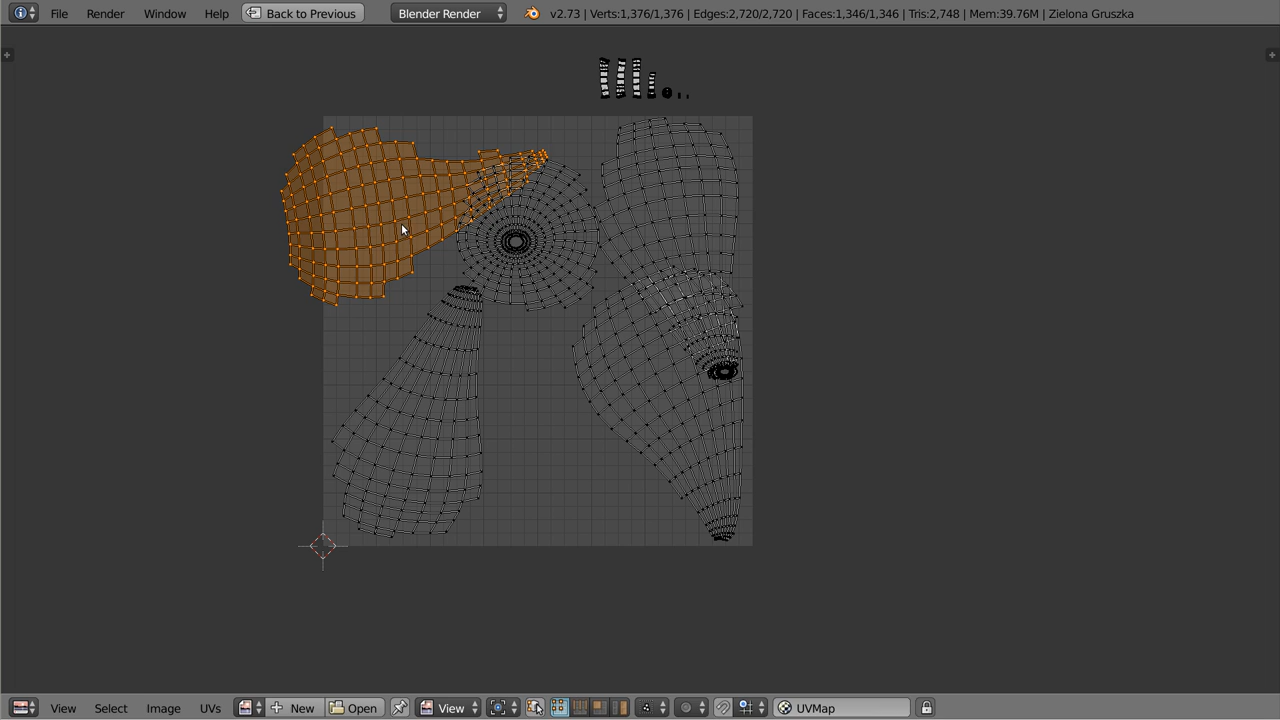 File Render Window Help Back to Previous Blender Render v2.73 | Verts:1,376/1,376 | Edges:2,720/2,720 | Faces:1,346/1,346 | Tris:2,748 | Mem:39.76M | Zielona Gruszka
View Select Image UVs New Open View UVMap